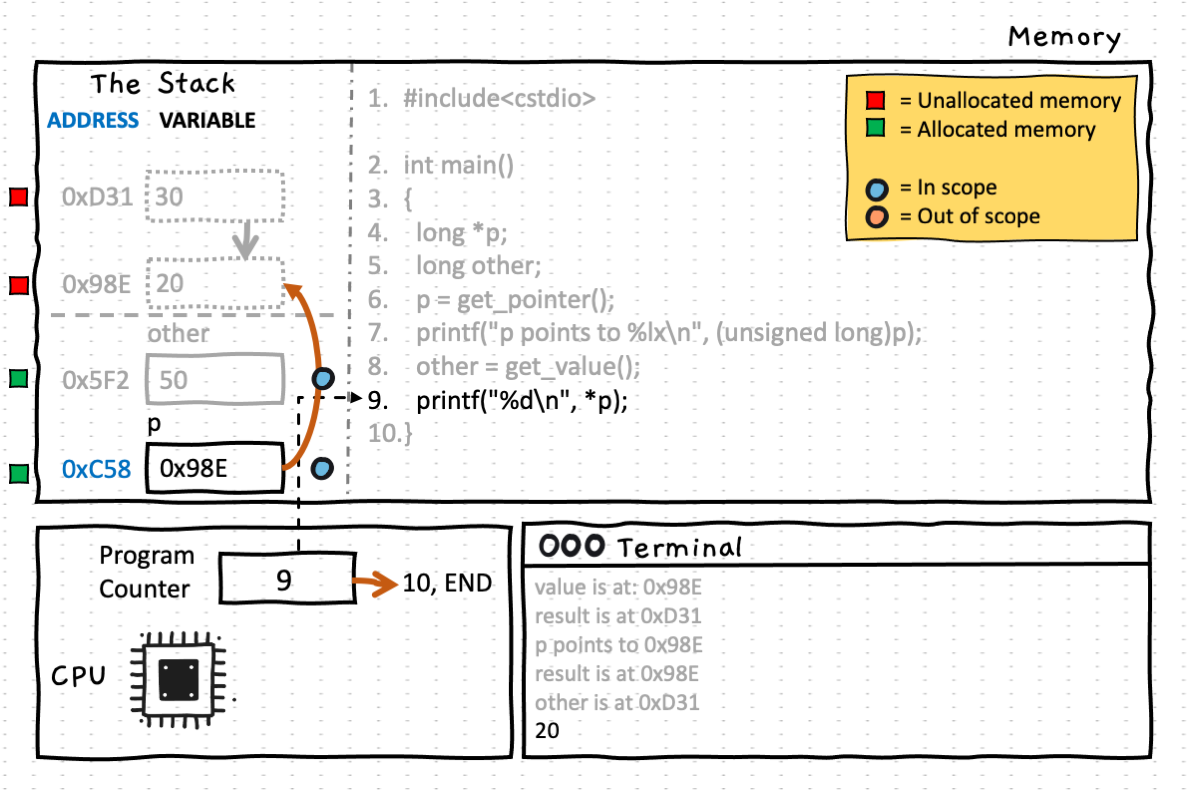 Memory
The Stack
ADDRESS VARIABLE
0xD31 30
0x98E 20
other
0x5F2 50
p
0xC58 0x98E
1. #include<cstdio>
2. int main()
3. {
4. long *p;
5. long other;
6. p = get_pointer();
7. printf("p points to %lx\n", (unsigned long)p);
8. other = get_value();
9. printf("%d\n", *p);
10.}
= Unallocated memory
= Allocated memory
= In scope
= Out of scope
Program
Counter
9
10, END
CPU
Terminal
value is at: 0x98E
result is at 0xD31
p points to 0x98E
result is at 0x98E
other is at 0xD31
20